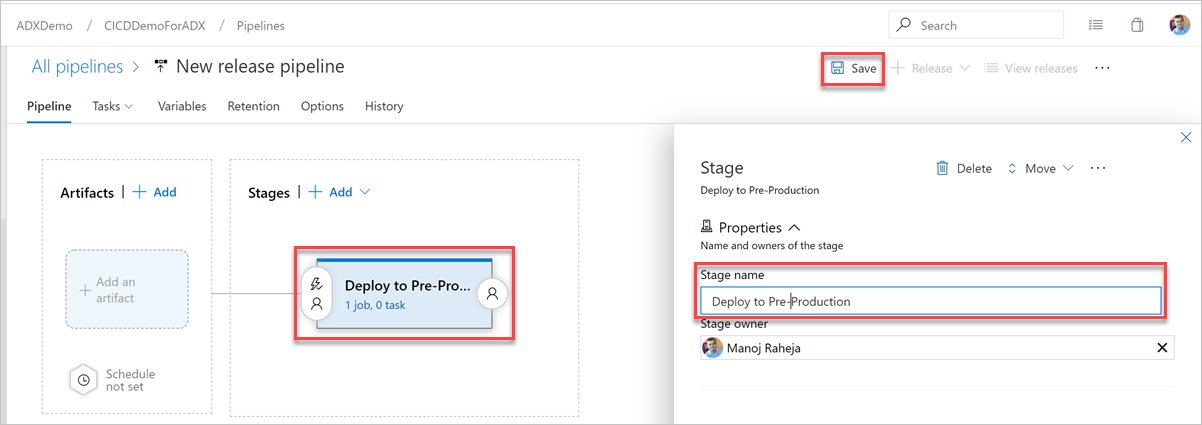 ADXDemo / CICDDemoForADX / Pipelines
Search
All pipelines > New release pipeline
Save
Release
View releases
Pipeline Tasks Variables Retention Options History
Artifacts | + Add
Stages | + Add
Add an
artifact
Deploy to Pre-Pro...
1 job, 0 task
Schedule
not set
Stage
Delete
Move
Deploy to Pre-Production
Properties
Name and owners of the stage
Stage name
Deploy to Pre-Production
Stage owner
Manoj Raheja